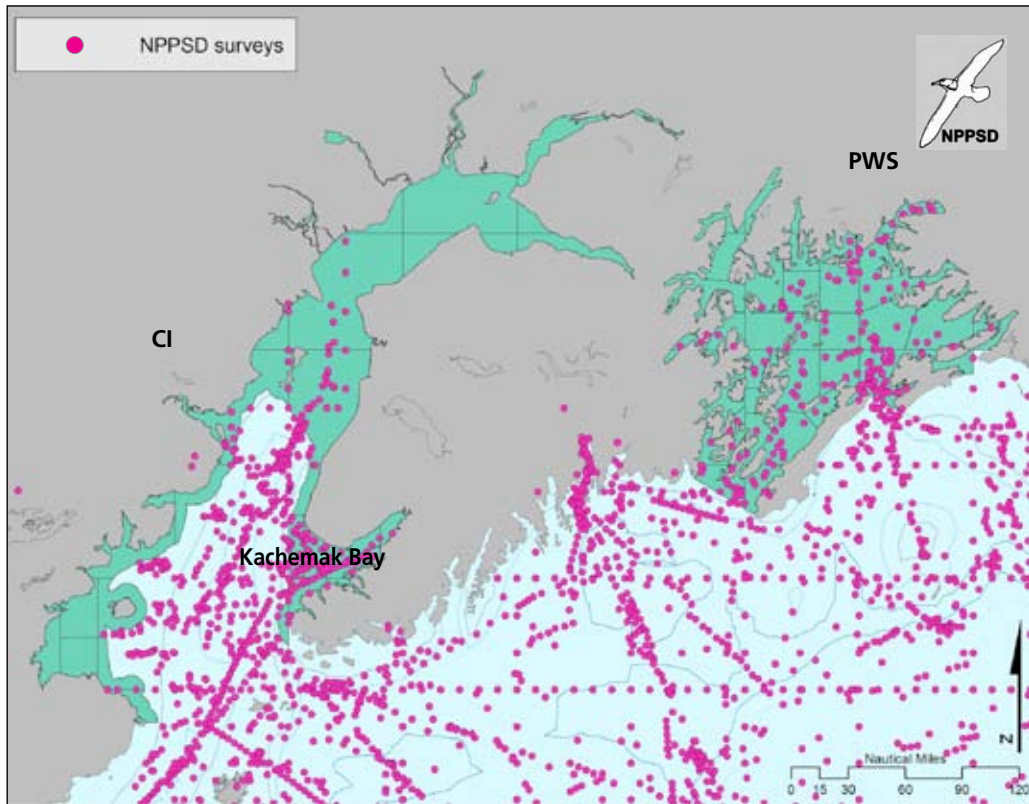 NPPSD surveys
NPPSD
PWS
CI
Kachemak Bay
N
Nautical Miles
0 15 30 60 90 120